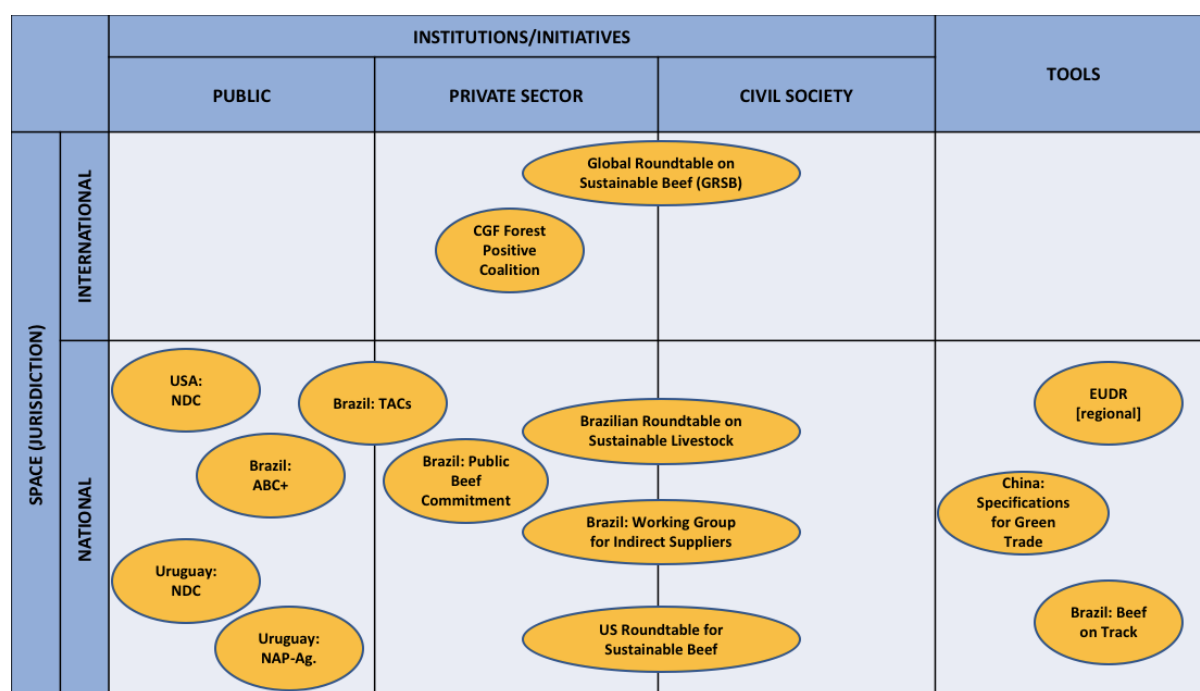 INSTITUTIONS/INITIATIVES
TOOLS
PUBLIC
PRIVATE SECTOR
CIVIL SOCIETY
SPACE (JURISDICTION)
INTERNATIONAL
Global Roundtable on
Sustainable Beef (GRSB)
CGF Forest
Positive
Coalition
NATIONAL
USA:
NDC
Brazil: TACs
Brazilian Roundtable on
Sustainable Livestock
EUDR
[regional]
Brazil:
ABC+
Brazil: Public
Beef
Commitment
China:
Specifications
for Green
Trade
Brazil: Working Group
for Indirect Suppliers
Uruguay:
NDC
Uruguay:
NAP-Ag.
US Roundtable for
Sustainable Beef
Brazil: Beef
on Track